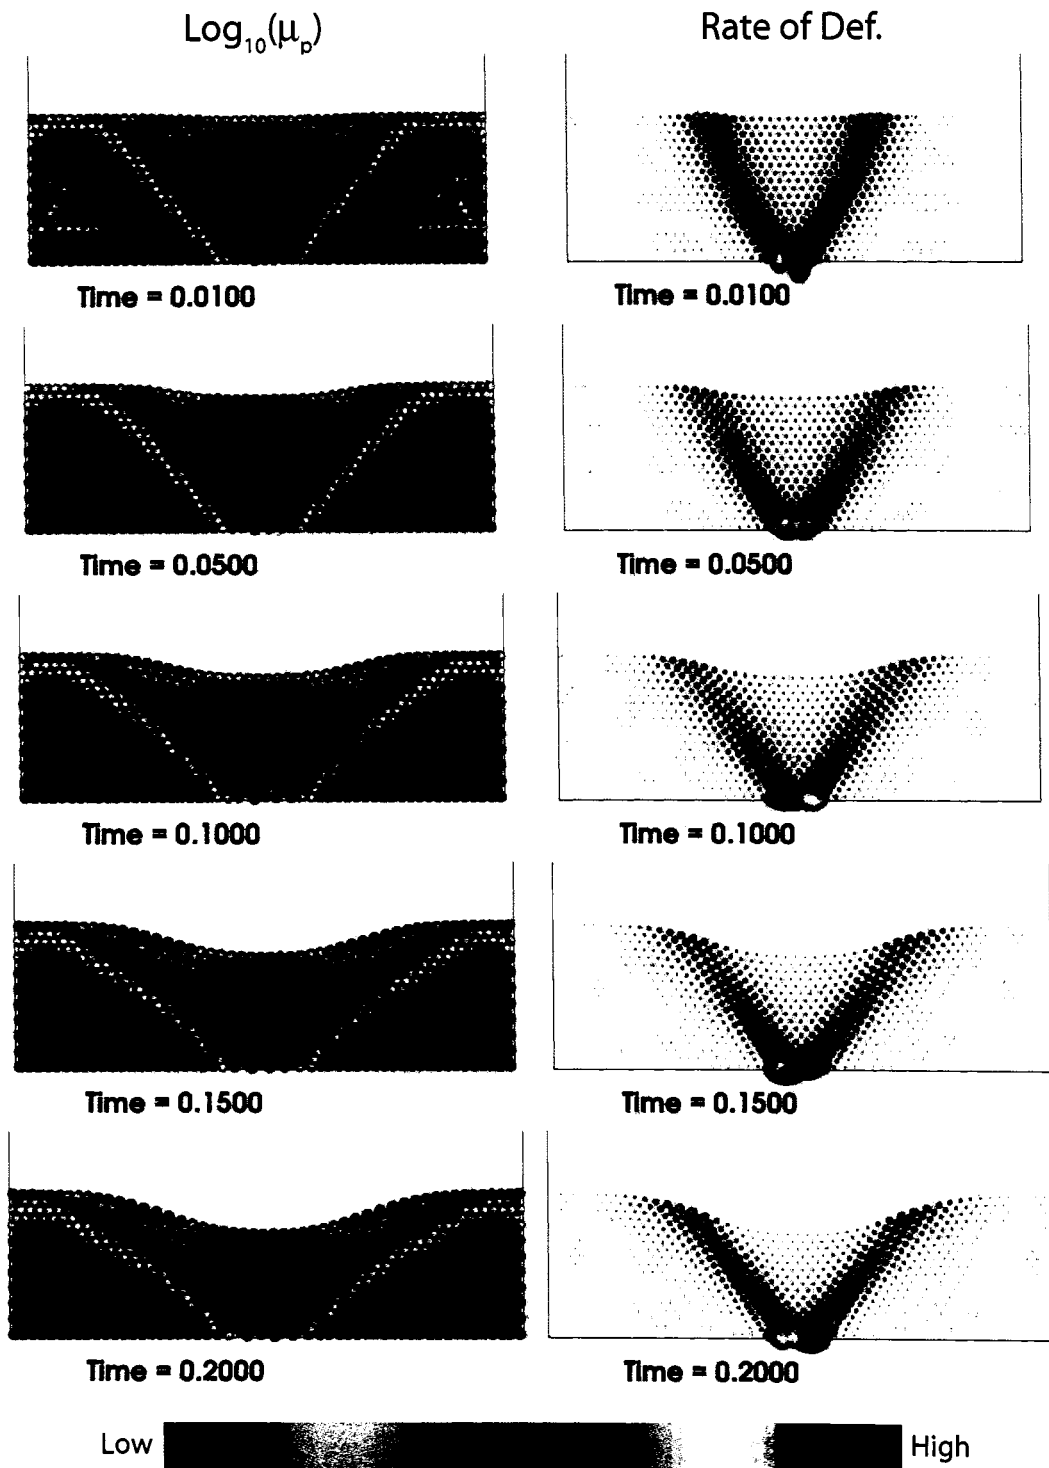 Log₁₀(μₚ) Rate of Def.
Time = 0.0100 Time = 0.0100
Time = 0.0500 Time = 0.0500
Time = 0.1000 Time = 0.1000
Time = 0.1500 Time = 0.1500
Time = 0.2000 Time = 0.2000
Low High